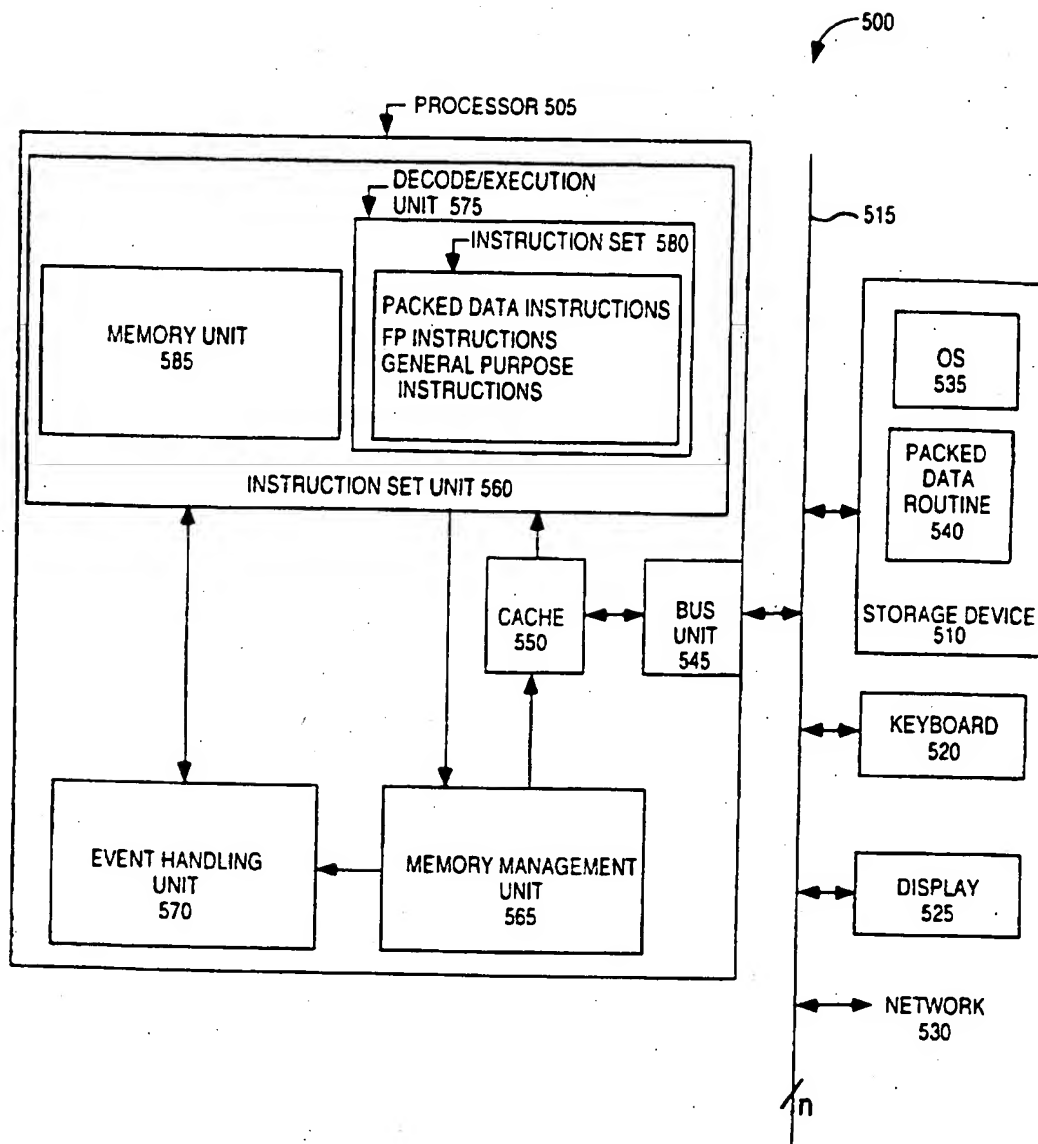 500
PROCESSOR 505
DECODE/EXECUTION
UNIT 575
515
INSTRUCTION SET 580
PACKED DATA INSTRUCTIONS
FP INSTRUCTIONS
GENERAL PURPOSE
INSTRUCTIONS
MEMORY UNIT
585
OS
535
PACKED
DATA
ROUTINE
540
INSTRUCTION SET UNIT 560
CACHE
550
BUS
UNIT
545
STORAGE DEVICE
510
KEYBOARD
520
EVENT HANDLING
UNIT
570
MEMORY MANAGEMENT
UNIT
565
DISPLAY
525
NETWORK
530
n